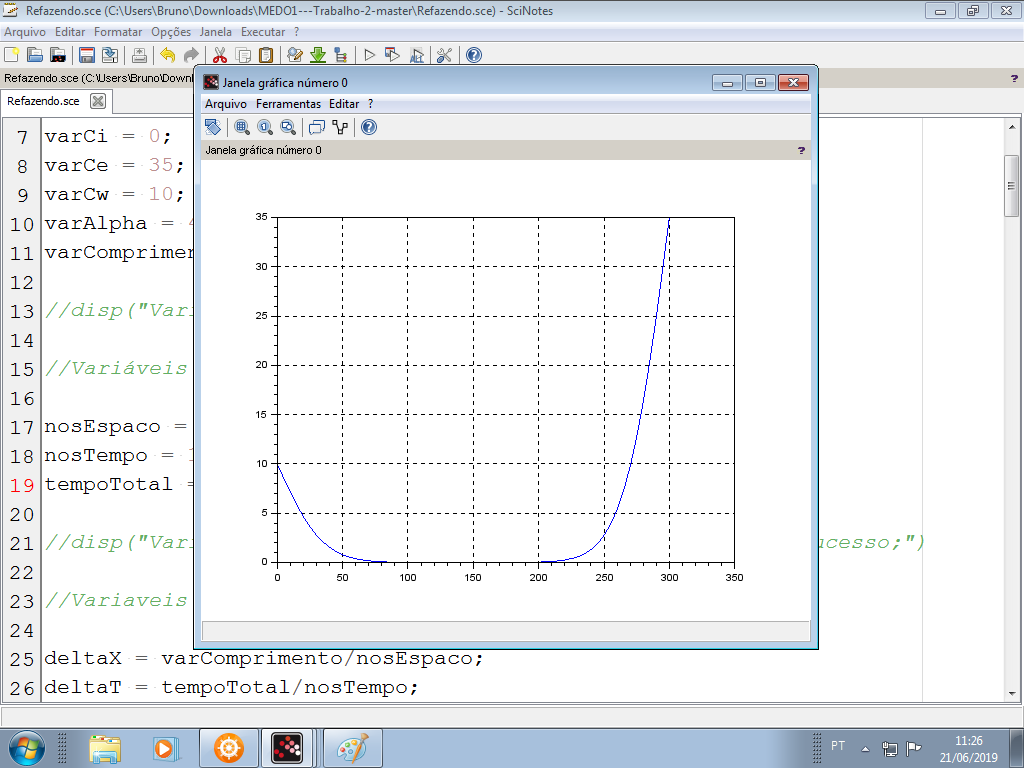 Refazendo.sce (C:\Users\Bruno\Downloads\MEDO1---Trabalho-2-master\Refazendo.sce) - SciNotes
Arquivo Editar Formatar Opções Janela Executar ?
Refazendo.sce (C:\Users\Bruno\Down
?
Refazendo.sce
7 varCi = 0;
8 varCe = 35;
9 varCw = 10;
10 varAlpha = 4
11 varComprimen
12
13 //disp("Vari
14
15 //Variáveis
16
17 nosEspaco =
18 nosTempo = 1
19 tempoTotal =
20
21 //disp("Vari ucesso;")
22
23 //Variaveis
24
25 deltaX = varComprimento/nosEspaco;
26 deltaT = tempoTotal/nosTempo;
Janela gráfica número 0
Arquivo Ferramentas Editar ?
Janela gráfica número 0
?
35
30
25
20
15
10
5
0
0 50 100 150 200 250 300 350
PT
11:26
21/06/2019